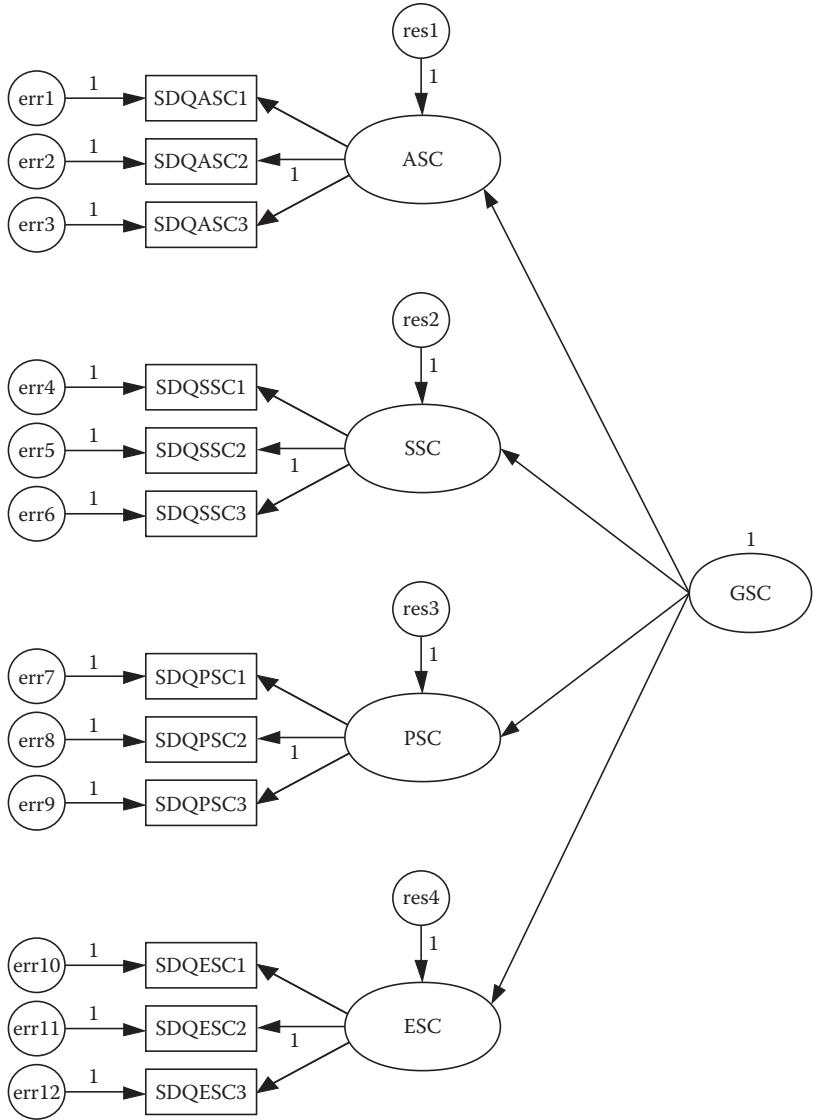 res1
1
err1
1
SDQASC1
err2
1
SDQASC2
1
ASC
err3
1
SDQASC3
res2
1
err4
1
SDQSSC1
err5
1
SDQSSC2
1
SSC
err6
1
SDQSSC3
1
GSC
res3
1
err7
1
SDQPSC1
err8
1
SDQPSC2
1
PSC
err9
1
SDQPSC3
res4
1
err10
1
SDQESC1
err11
1
SDQESC2
1
ESC
err12
1
SDQESC3